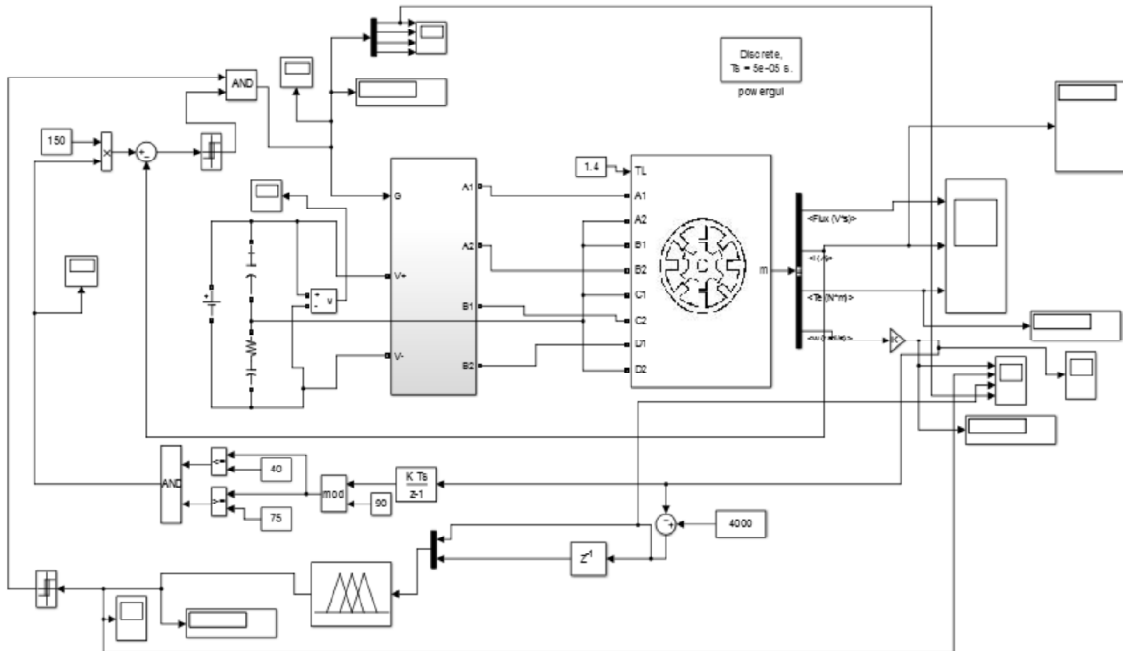 Discrete,
Ts = 5e-05 s.
powergui
AND
150
×
1.4
TL
G
A1
A1
A2
A2
B1
B2
V+
+
-
v
m
<Flux (V*s)>
C1
B1
C2
<Te (N*m)>
V-
D1
B2
D2
AND
<=
40
>=
75
mod
90
K Ts
z-1
4000
Z-1